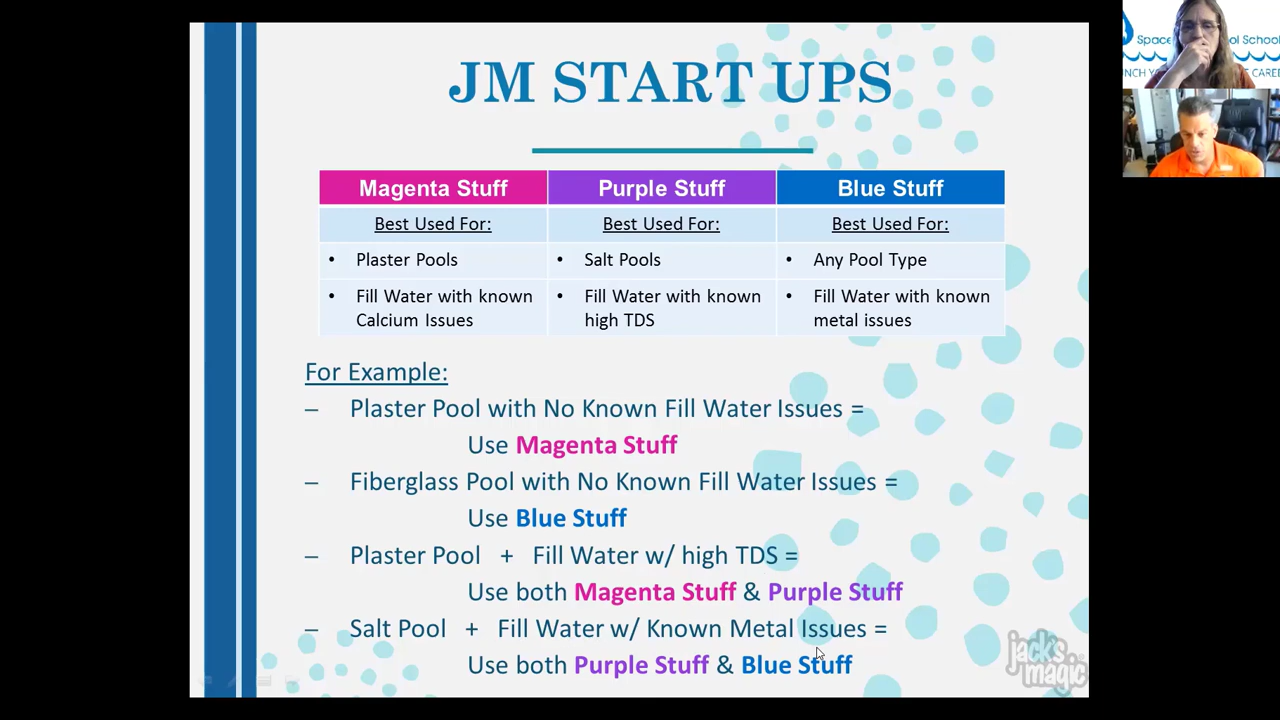 JM START UPS
Magenta Stuff Purple Stuff Blue Stuff
Best Used For: Best Used For: Best Used For:
• Plaster Pools • Salt Pools • Any Pool Type
• Fill Water with known • Fill Water with known • Fill Water with known
Calcium Issues high TDS metal issues
For Example:
– Plaster Pool with No Known Fill Water Issues =
Use Magenta Stuff
– Fiberglass Pool with No Known Fill Water Issues =
Use Blue Stuff
– Plaster Pool + Fill Water w/ high TDS =
Use both Magenta Stuff & Purple Stuff
– Salt Pool + Fill Water w/ Known Metal Issues =
Use both Purple Stuff & Blue Stuff
jack's
magic
Space
ol School